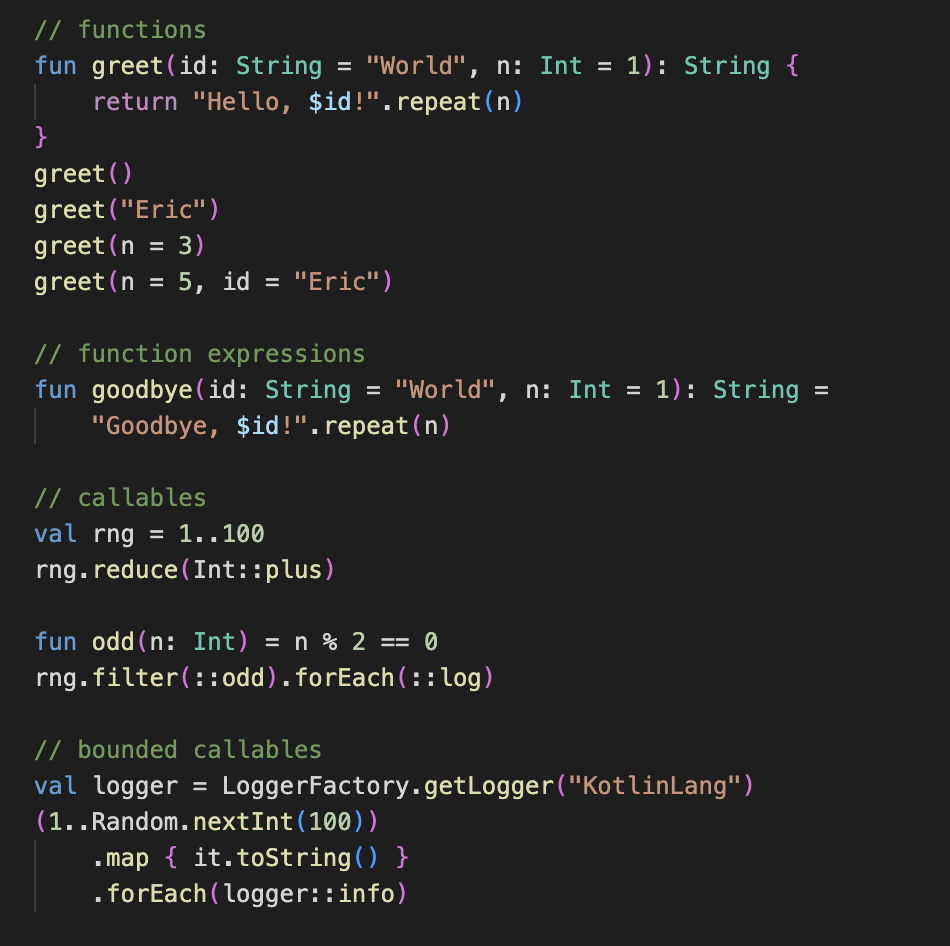 // functions
fun greet(id: String = "World", n: Int = 1): String {
    return "Hello, $id!".repeat(n)
}
greet()
greet("Eric")
greet(n = 3)
greet(n = 5, id = "Eric")

// function expressions
fun goodbye(id: String = "World", n: Int = 1): String =
    "Goodbye, $id!".repeat(n)

// callables
val rng = 1..100
rng.reduce(Int::plus)

fun odd(n: Int) = n % 2 == 0
rng.filter(::odd).forEach(::log)

// bounded callables
val logger = LoggerFactory.getLogger("KotlinLang")
(1..Random.nextInt(100))
    .map { it.toString() }
    .forEach(logger::info)